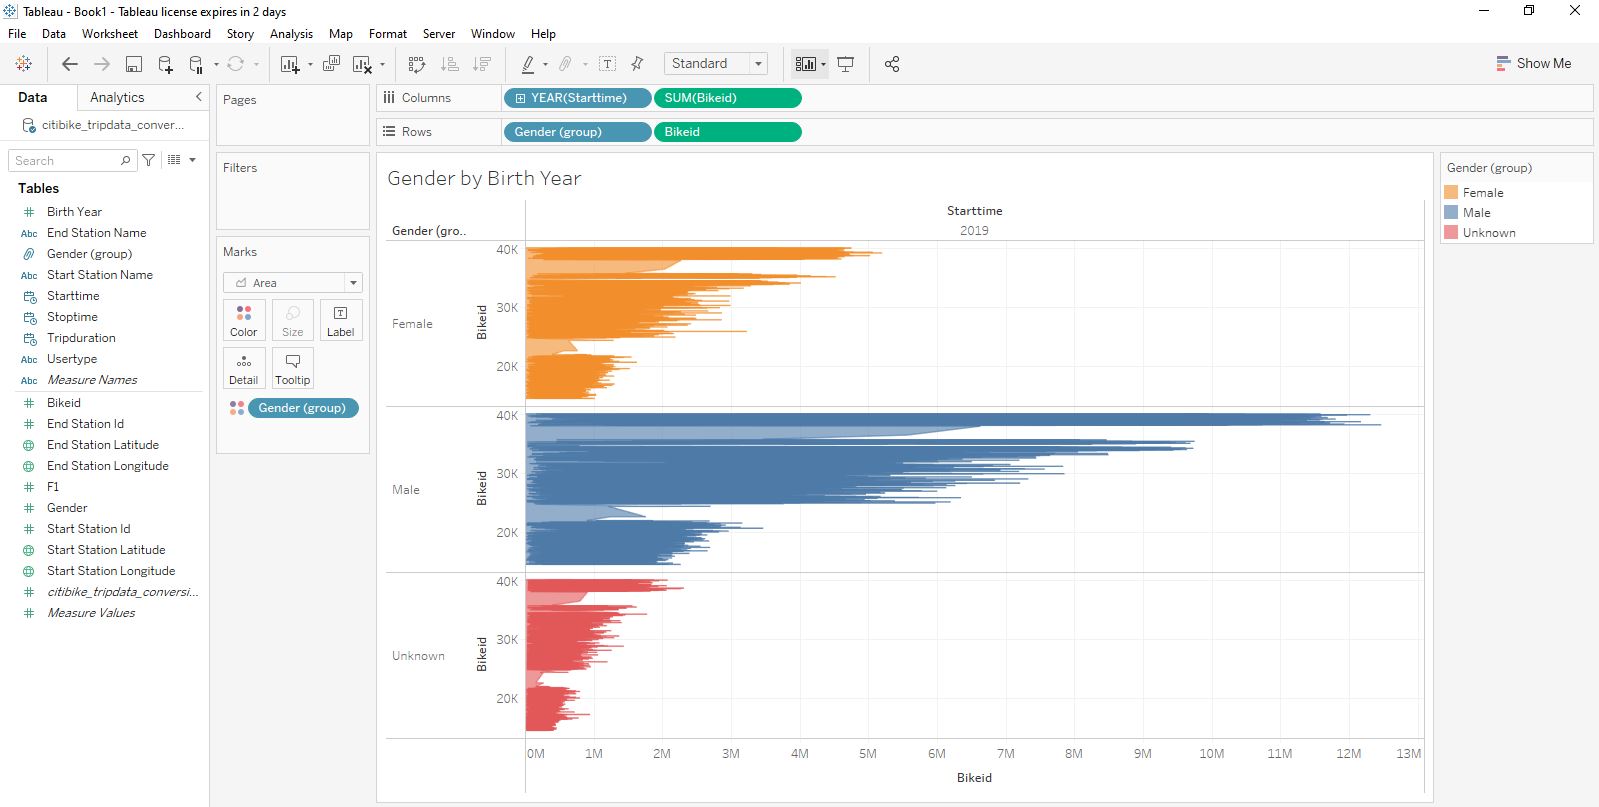 Tableau - Book1 - Tableau license expires in 2 days
File Data Worksheet Dashboard Story Analysis Map Format Server Window Help
Standard
Show Me
Data Analytics
citibike_tripdata_conver...
Search
Tables
Birth Year
Abc End Station Name
Gender (group)
Abc Start Station Name
Starttime
Stoptime
Tripduration
Abc Usertype
Abc Measure Names
Bikeid
End Station Id
End Station Latitude
End Station Longitude
F1
Gender
Start Station Id
Start Station Latitude
Start Station Longitude
citibike_tripdata_conversi...
Measure Values
Pages
Filters
Marks
Area
Color Size Label
Detail Tooltip
Gender (group)
Columns YEAR(Starttime) SUM(Bikeid)
Rows Gender (group) Bikeid
Gender by Birth Year
Starttime
Gender (gro.. 2019
Female
Bikeid
40K
30K
20K
Male
Bikeid
40K
30K
20K
Unknown
Bikeid
40K
30K
20K
0M 1M 2M 3M 4M 5M 6M 7M 8M 9M 10M 11M 12M 13M
Bikeid
Gender (group)
Female
Male
Unknown